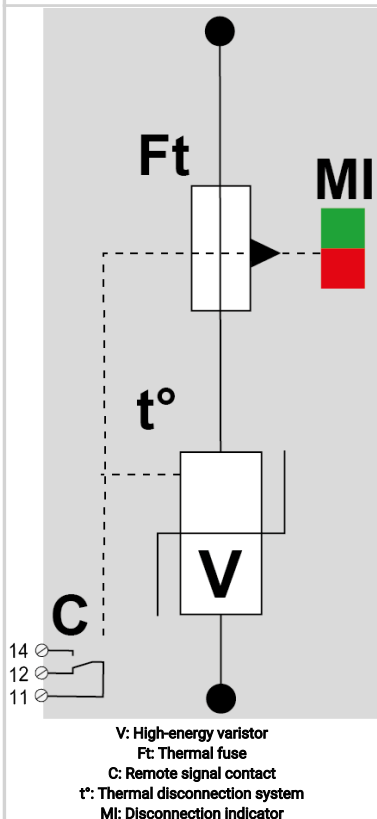 Ft
MI
t°
V
C
14
12
11
V: High-energy varistor
Ft: Thermal fuse
C: Remote signal contact
t°: Thermal disconnection system
MI: Disconnection indicator